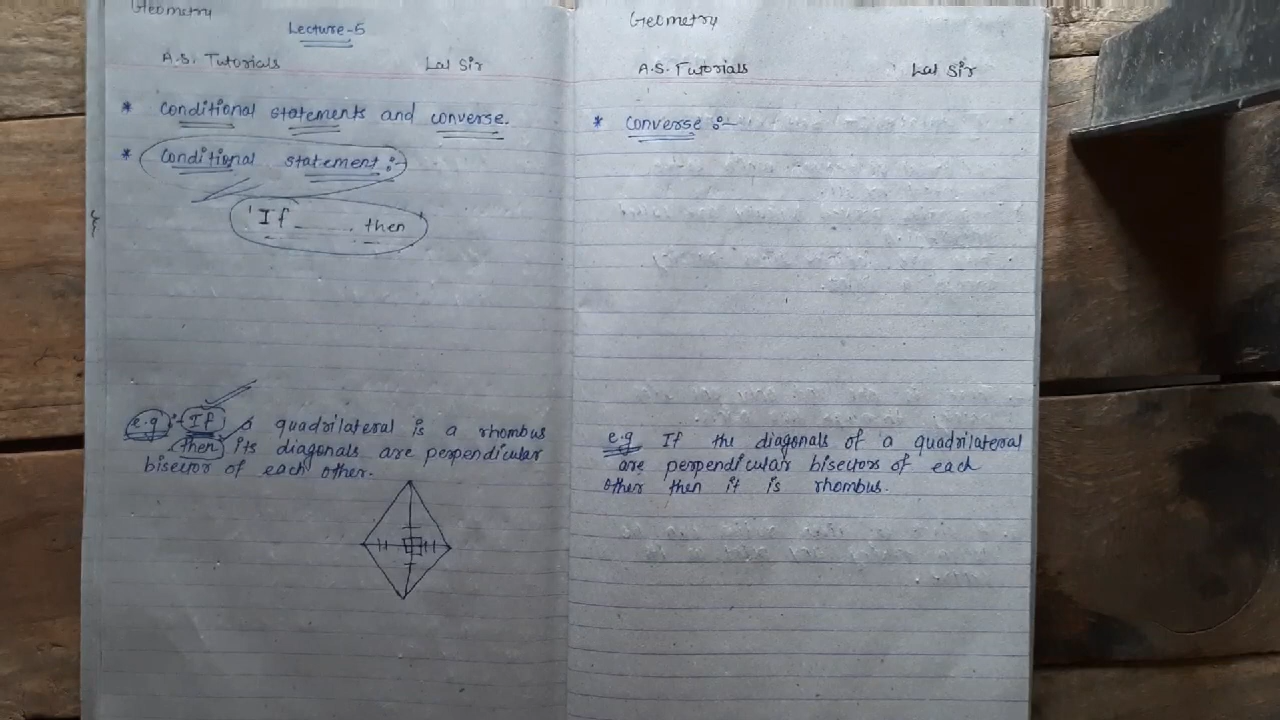 Geometry
Lecture-5
A.S. Tutorials Lal Sir
* Conditional statements and converse.
* Conditional statement :-
'If ....... then'
e.g :- If a quadrilateral is a rhombus
then its diagonals are perpendicular
bisector of each other.
Geometry
A.S. Tutorials Lal Sir
* Converse :-
e.g If the diagonals of a quadrilateral
are perpendicular bisectors of each
other then it is rhombus.